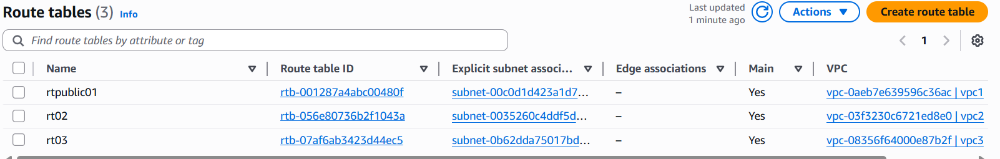 Route tables (3) Info
Last updated
1 minute ago
Actions
Create route table
Find route tables by attribute or tag
1
Name Route table ID Explicit subnet associ... Edge associations Main VPC
rtpublic01 rtb-001287a4abc00480f subnet-00c0d1d423a1d7... – Yes vpc-0aeb7e639596c36ac | vpc1
rt02 rtb-056e80736b2f1043a subnet-0035260c4ddf5d... – Yes vpc-03f3230c6721ed8e0 | vpc2
rt03 rtb-07af6ab3423d44ec5 subnet-0b62dda75017bd... – Yes vpc-08356f64000e87b2f | vpc3